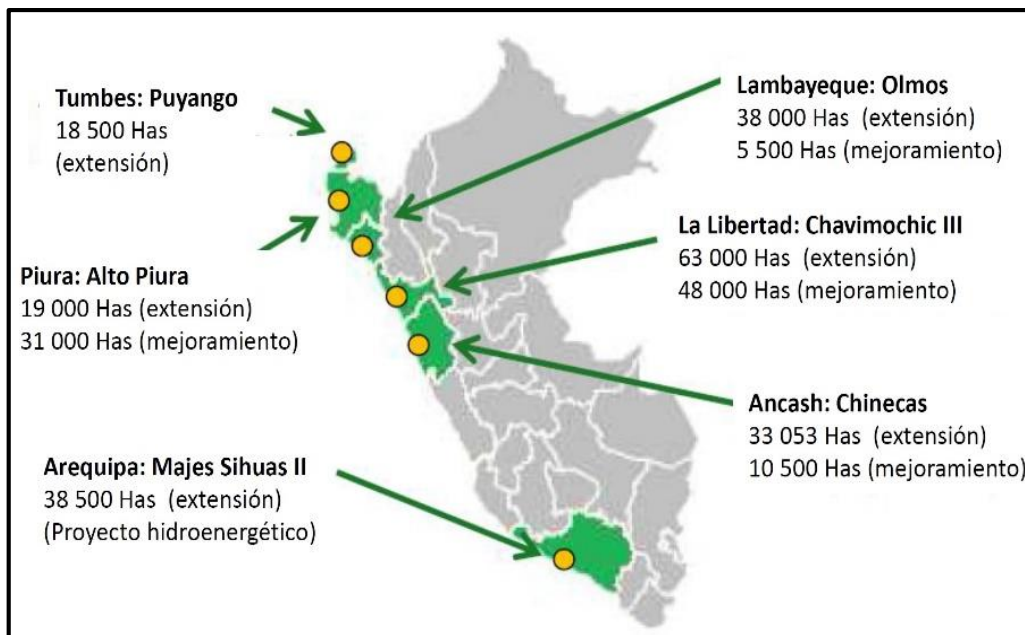 Tumbes: Puyango
18 500 Has
(extensión)
Lambayeque: Olmos
38 000 Has (extensión)
5 500 Has (mejoramiento)
Piura: Alto Piura
19 000 Has (extensión)
31 000 Has (mejoramiento)
La Libertad: Chavimochic III
63 000 Has (extensión)
48 000 Has (mejoramiento)
Ancash: Chinecas
33 053 Has (extensión)
10 500 Has (mejoramiento)
Arequipa: Majes Sihuas II
38 500 Has (extensión)
(Proyecto hidroenergético)